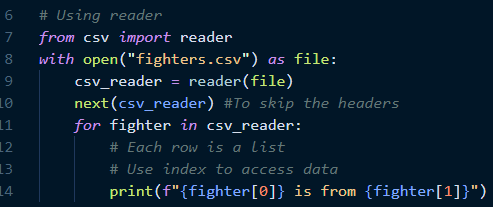 6 # Using reader
7 from csv import reader
8 with open("fighters.csv") as file:
9     csv_reader = reader(file)
10     next(csv_reader) #To skip the headers
11     for fighter in csv_reader:
12         # Each row is a list
13         # Use index to access data
14         print(f"{fighter[0]} is from {fighter[1]}")